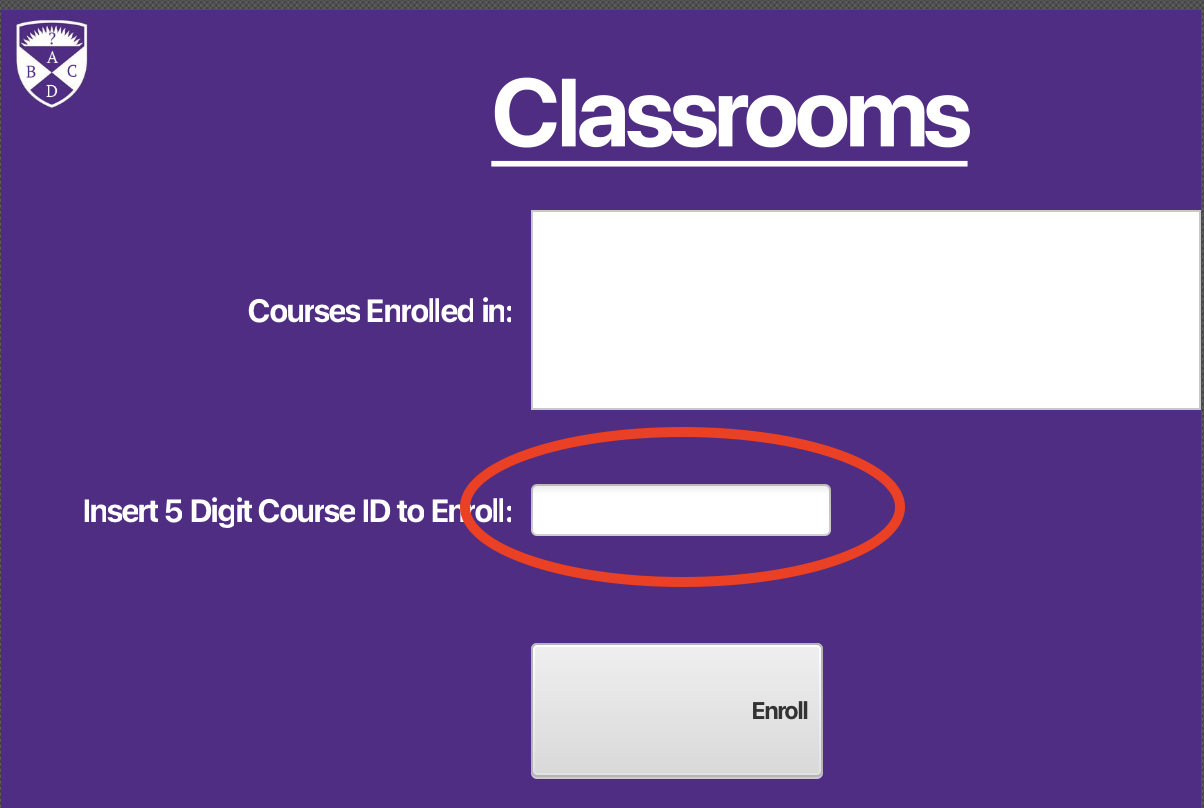 ?
A
B C
D
Classrooms
Courses Enrolled in:
Insert 5 Digit Course ID to Enroll:
Enroll